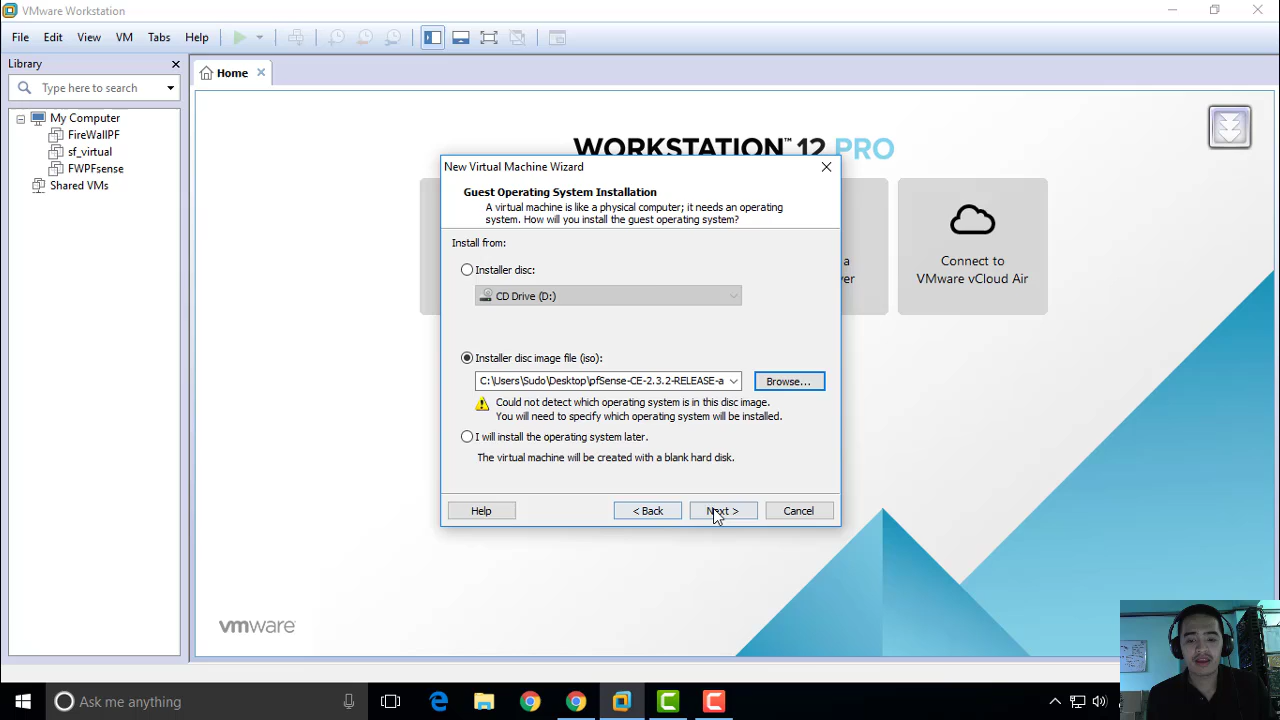 VMware Workstation
File Edit View VM Tabs Help
Library
Type here to search
My Computer
FireWallPF
sf_virtual
FWPFsense
Shared VMs
Home
WORKSTATION™ 12 PRO
a
ver
Connect to
VMware vCloud Air
New Virtual Machine Wizard
Guest Operating System Installation
A virtual machine is like a physical computer; it needs an operating
system. How will you install the guest operating system?
Install from:
Installer disc:
CD Drive (D:)
Installer disc image file (iso):
C:\Users\Sudo\Desktop\pfSense-CE-2.3.2-RELEASE-a
Browse...
Could not detect which operating system is in this disc image.
You will need to specify which operating system will be installed.
I will install the operating system later.
The virtual machine will be created with a blank hard disk.
Help < Back Next > Cancel
vmware
Ask me anything